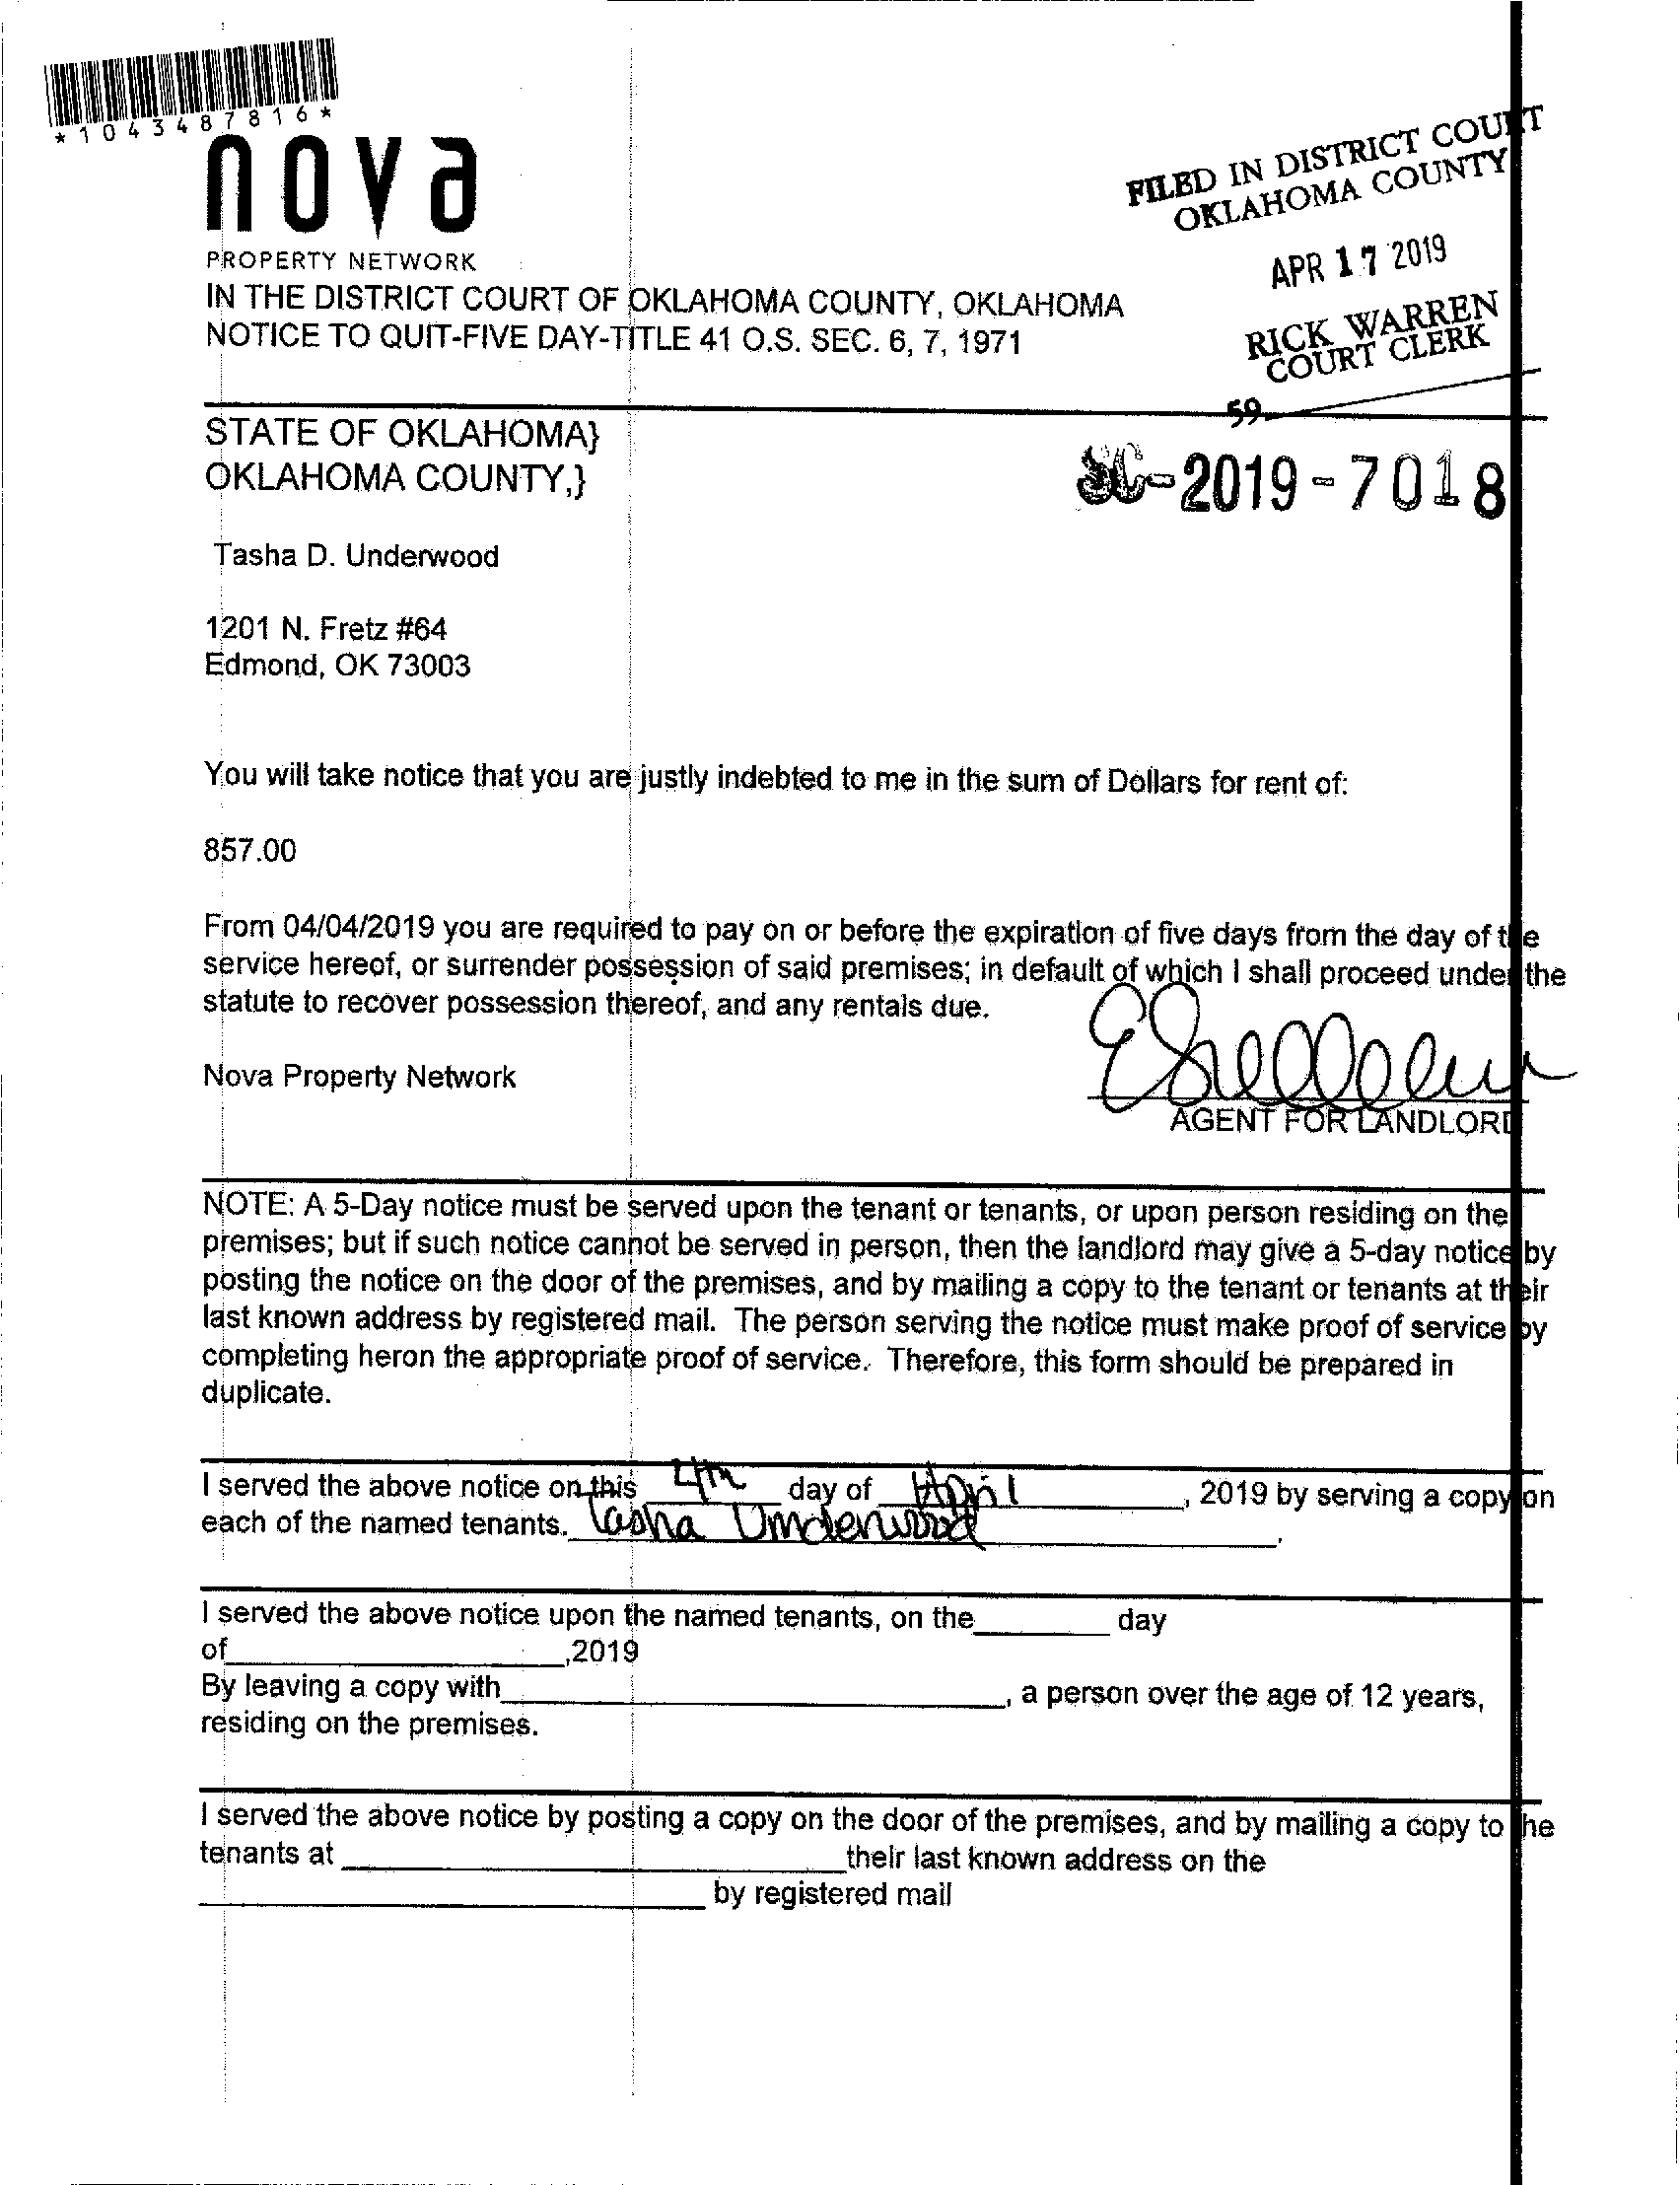 *1043487816*
nova
PROPERTY NETWORK
FILED IN DISTRICT COURT
OKLAHOMA COUNTY
APR 17 2019
RICK WARREN
COURT CLERK
59
IN THE DISTRICT COURT OF OKLAHOMA COUNTY, OKLAHOMA
NOTICE TO QUIT-FIVE DAY-TITLE 41 O.S. SEC. 6, 7, 1971
STATE OF OKLAHOMA}
OKLAHOMA COUNTY,}
SC-2019-7018
Tasha D. Underwood
1201 N. Fretz #64
Edmond, OK 73003
You will take notice that you are justly indebted to me in the sum of Dollars for rent of:
857.00
From 04/04/2019 you are required to pay on or before the expiration of five days from the day of the
service hereof, or surrender possession of said premises; in default of which I shall proceed under the
statute to recover possession thereof, and any rentals due.
Nova Property Network
AGENT FOR LANDLORD
NOTE: A 5-Day notice must be served upon the tenant or tenants, or upon person residing on the
premises; but if such notice cannot be served in person, then the landlord may give a 5-day notice by
posting the notice on the door of the premises, and by mailing a copy to the tenant or tenants at their
last known address by registered mail. The person serving the notice must make proof of service by
completing heron the appropriate proof of service. Therefore, this form should be prepared in
duplicate.
I served the above notice on this 4th day of April, 2019 by serving a copy on
each of the named tenants. Tasha Underwood.
I served the above notice upon the named tenants, on the ________ day
of ____________________,2019
By leaving a copy with ______________________________, a person over the age of 12 years,
residing on the premises.
I served the above notice by posting a copy on the door of the premises, and by mailing a copy to the
tenants at ______________________________ their last known address on the
______________________________ by registered mail